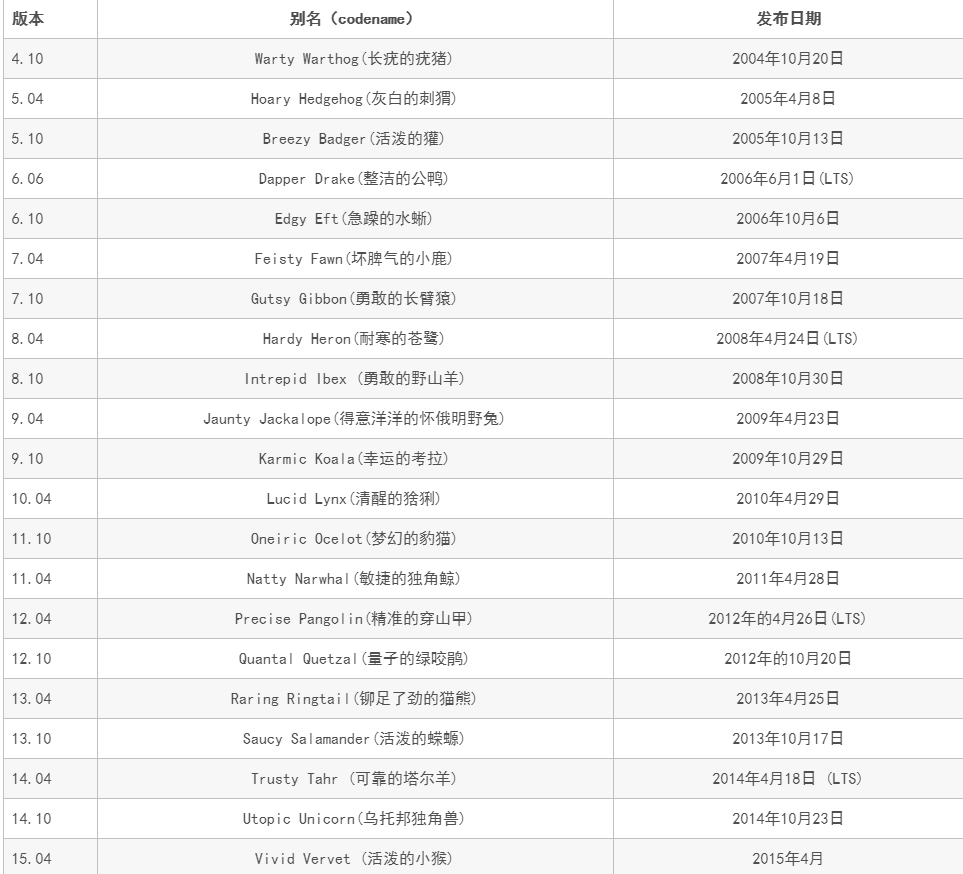 版本 别名（codename） 发布日期
4.10 Warty Warthog(长疣的疣猪) 2004年10月20日
5.04 Hoary Hedgehog(灰白的刺猬) 2005年4月8日
5.10 Breezy Badger(活泼的獾) 2005年10月13日
6.06 Dapper Drake(整洁的公鸭) 2006年6月1日(LTS)
6.10 Edgy Eft(急躁的水蜥) 2006年10月6日
7.04 Feisty Fawn(坏脾气的小鹿) 2007年4月19日
7.10 Gutsy Gibbon(勇敢的长臂猿) 2007年10月18日
8.04 Hardy Heron(耐寒的苍鹭) 2008年4月24日(LTS)
8.10 Intrepid Ibex (勇敢的野山羊) 2008年10月30日
9.04 Jaunty Jackalope(得意洋洋的怀俄明野兔) 2009年4月23日
9.10 Karmic Koala(幸运的考拉) 2009年10月29日
10.04 Lucid Lynx(清醒的猞猁) 2010年4月29日
11.10 Oneiric Ocelot(梦幻的豹猫) 2010年10月13日
11.04 Natty Narwhal(敏捷的独角鲸) 2011年4月28日
12.04 Precise Pangolin(精准的穿山甲) 2012年的4月26日(LTS)
12.10 Quantal Quetzal(量子的绿咬鹃) 2012年的10月20日
13.04 Raring Ringtail(铆足了劲的猫熊) 2013年4月25日
13.10 Saucy Salamander(活泼的蝾螈) 2013年10月17日
14.04 Trusty Tahr (可靠的塔尔羊) 2014年4月18日 (LTS)
14.10 Utopic Unicorn(乌托邦独角兽) 2014年10月23日
15.04 Vivid Vervet (活泼的小猴) 2015年4月